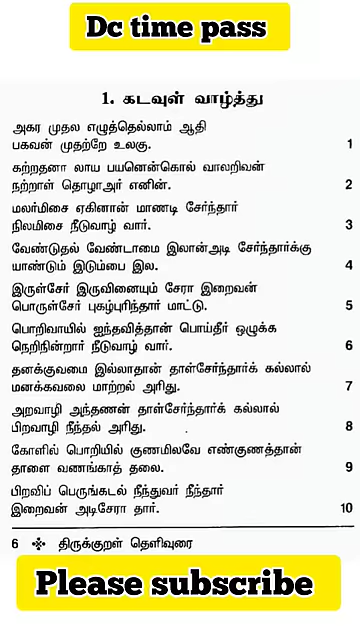 Dc time pass
1. கடவுள் வாழ்த்து
அகர முதல எழுத்தெல்லாம் ஆதி
பகவன் முதற்றே உலகு. 1
கற்றதனா லாய பயனென்கொல் வாலறிவன்
நற்றாள் தொழாஅர் எனின். 2
மலர்மிசை ஏகினான் மாணடி சேர்ந்தார்
நிலமிசை நீடுவாழ் வார். 3
வேண்டுதல் வேண்டாமை இலான்அடி சேர்ந்தார்க்கு
யாண்டும் இடும்பை இல. 4
இருள்சேர் இருவினையும் சேரா இறைவன்
பொருள்சேர் புகழ்புரிந்தார் மாட்டு. 5
பொறிவாயில் ஐந்தவித்தான் பொய்தீர் ஒழுக்க
நெறிநின்றார் நீடுவாழ் வார். 6
தனக்குவமை இல்லாதான் தாள்சேர்ந்தார்க் கல்லால்
மனக்கவலை மாற்றல் அரிது. 7
அறவாழி அந்தணன் தாள்சேர்ந்தார்க் கல்லால்
பிறவாழி நீந்தல் அரிது. 8
கோளில் பொறியில் குணமிலவே எண்குணத்தான்
தாளை வணங்காத் தலை. 9
பிறவிப் பெருங்கடல் நீந்துவர் நீந்தார்
இறைவன் அடிசேரா தார். 10
6 ❖ திருக்குறள் தெளிவுரை
Please subscribe